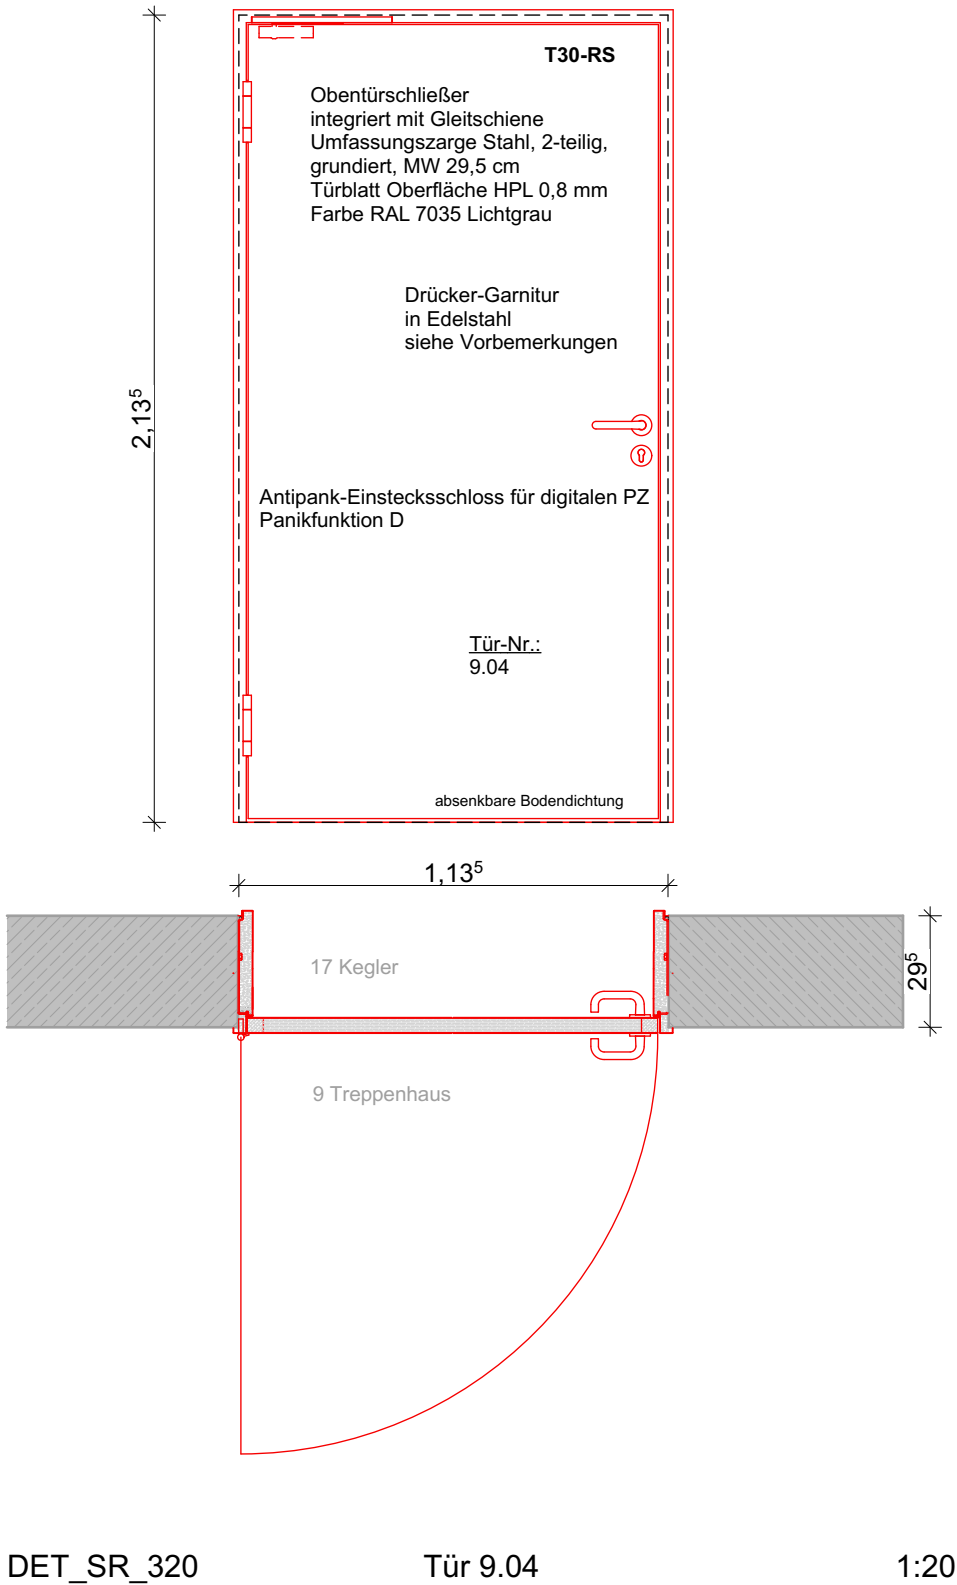 T30-RS
Obentürschließer
integriert mit Gleitschiene
Umfassungszarge Stahl, 2-teilig,
grundiert, MW 29,5 cm
Türblatt Oberfläche HPL 0,8 mm
Farbe RAL 7035 Lichtgrau
Drücker-Garnitur
in Edelstahl
siehe Vorbemerkungen
2,13⁵
Antipank-Einstecksschloss für digitalen PZ
Panikfunktion D
Tür-Nr.:
9.04
absenkbare Bodendichtung
1,13⁵
17 Kegler
29⁵
9 Treppenhaus
DET_SR_320 Tür 9.04 1:20